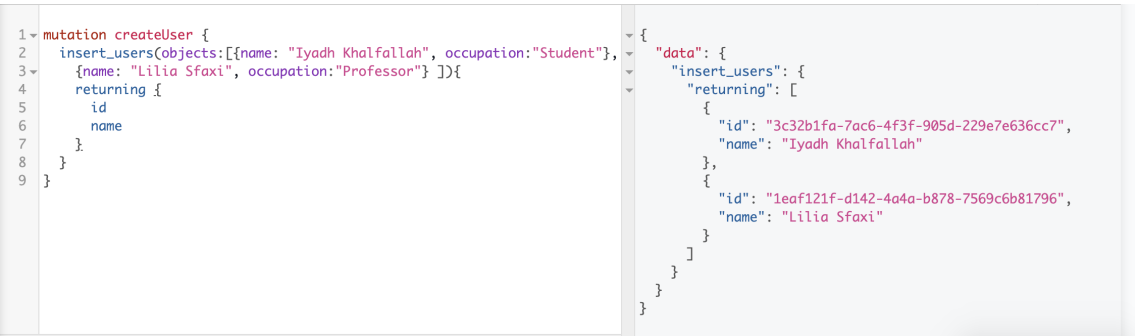 1 mutation createUser {
2 insert_users(objects:[{name: "Iyadh Khalfallah", occupation:"Student"},
3 {name: "Lilia Sfaxi", occupation:"Professor"} ]){
4 returning {
5 id
6 name
7 }
8 }
9 }
{
"data": {
"insert_users": {
"returning": [
{
"id": "3c32b1fa-7ac6-4f3f-905d-229e7e636cc7",
"name": "Iyadh Khalfallah"
},
{
"id": "1eaf121f-d142-4a4a-b878-7569c6b81796",
"name": "Lilia Sfaxi"
}
]
}
}
}